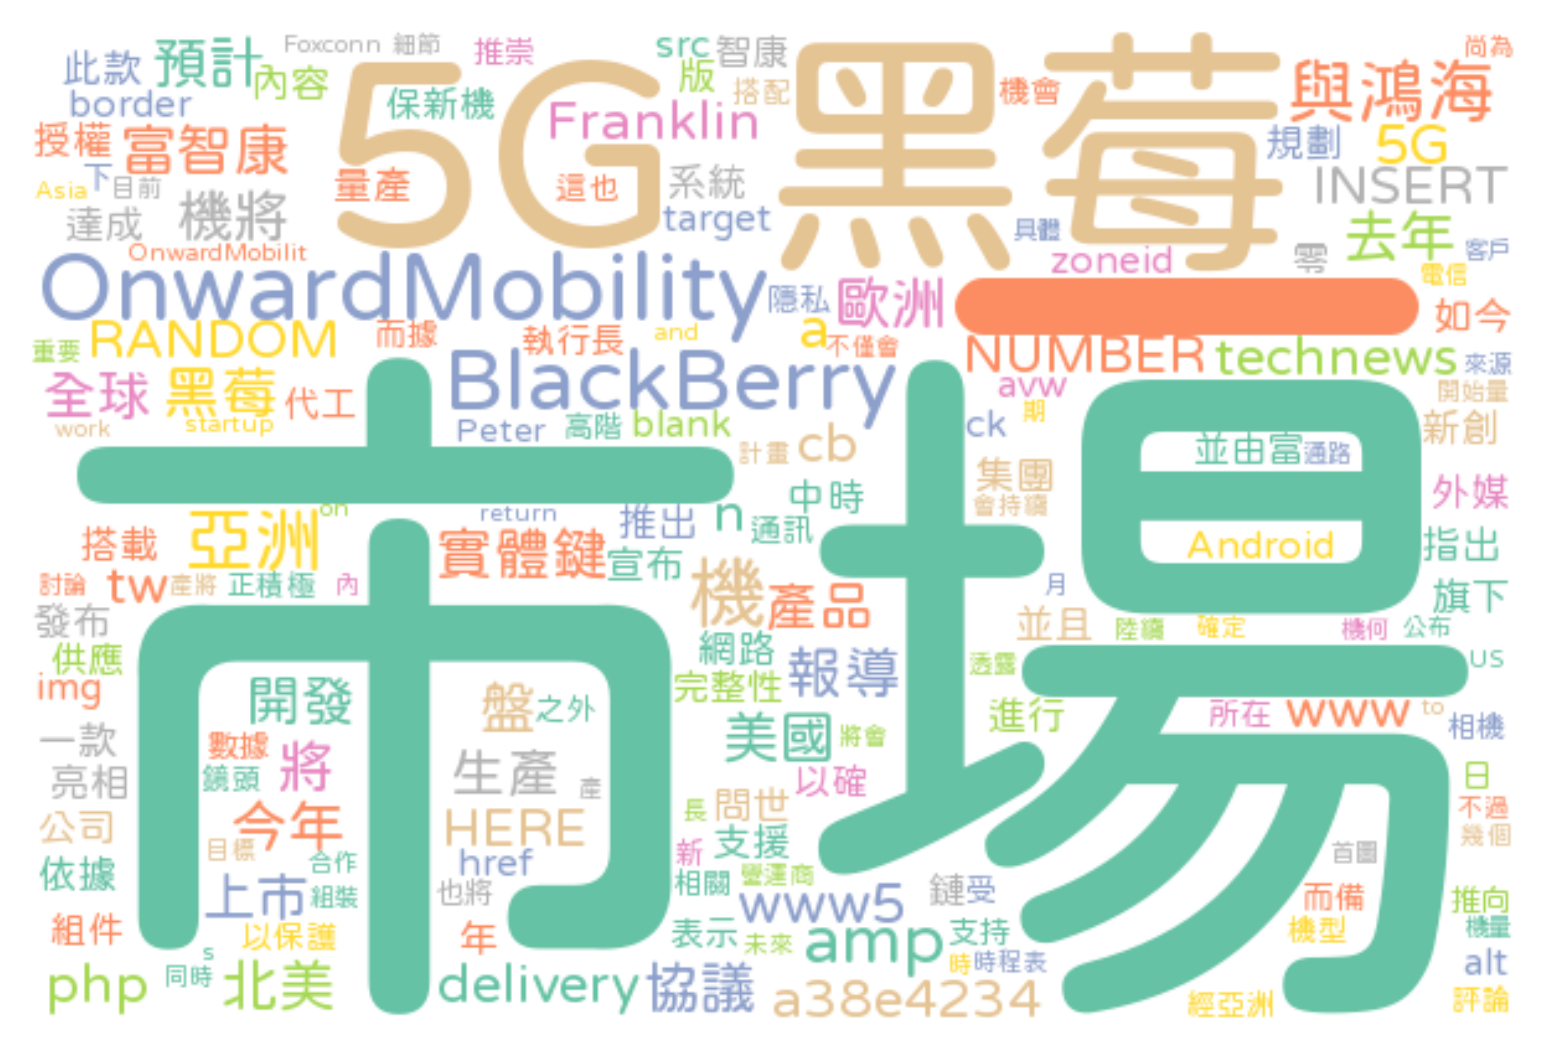 Foxconn 細節
推崇
src 智康
尚為
此款 預計
內容
保新機
版 搭配
5G黑莓
機會
與鴻海
border
Franklin
授權 富智康
規劃 5G
下 目前
Asia
量產
這也 系統
INSERT
達成 機將
target
具體
去年
客戶
OnwardMobilit
zoneid
零
電信
OnwardMobility
隱私 歐洲
一
如今
RANDOM
而據
執行長 and
a 不僅會
重要
NUMBER technews
來源
全球 黑莓 代工
BlackBerry
avw
開始量
work startup
Peter 高階 blank
計畫 cb
ck 期
新創
市場
並由富 通路
集團
會持續
外媒
中時
on
return
推出 n 通訊
搭載 亞洲
實體鍵 宣布
Android
指出
討論 tw 產將 正積極 內
機 產品
月
旗下
發布
並且 陸續 確定 機何 公布
供應
網路
報導
透露
US
img
完整性
開發 盤 之外
進行
所在 www to
相機
一款
數據 將
美國 將會
亮相
鏡頭
生產 產
以確
日
公司
今年
HERE
長 問世
不過
幾個
目標 合作
href
新 支援
首圖
依據
上市 組裝
也將
相關 營運商
www5 鏈 受
而備
推向
組件
以保護
年
表示 未來 amp 支持
機型
機量
s
php 同時 北美
delivery 協議
時 時程表
alt
a38e4234
經亞洲
評論